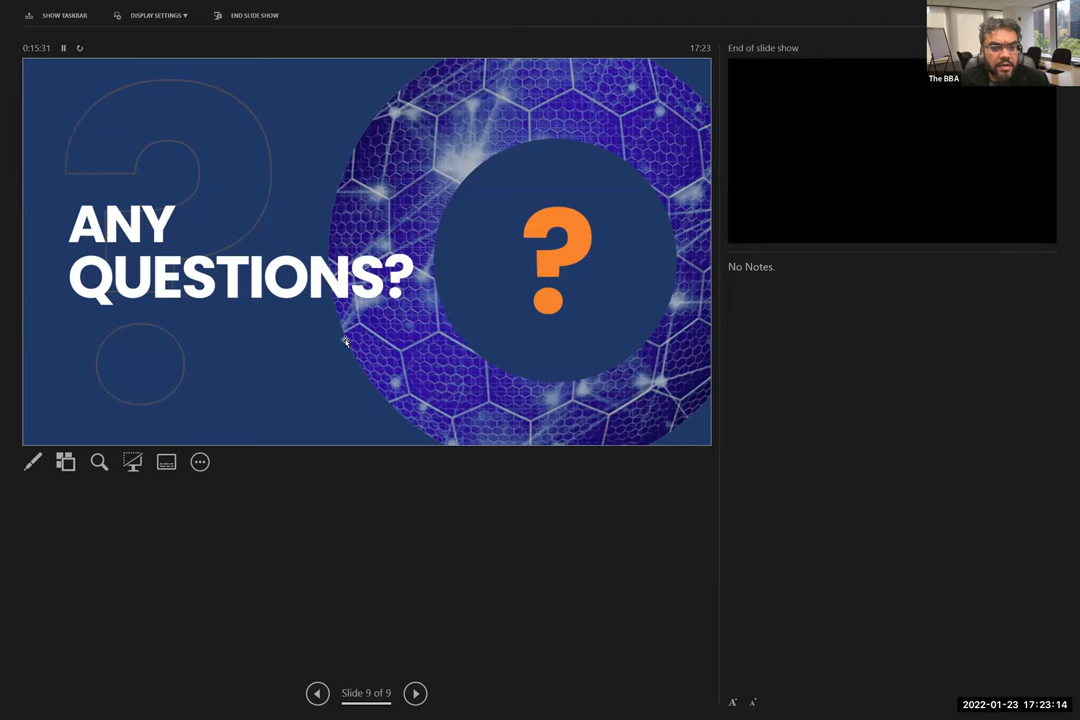 SHOW TASKBAR
DISPLAY SETTINGS ▼
END SLIDE SHOW
0:15:31
17:23
End of slide show
The BBA
ANY
QUESTIONS?
?
No Notes.
Slide 9 of 9
A
A
2022-01-23 17:23:14